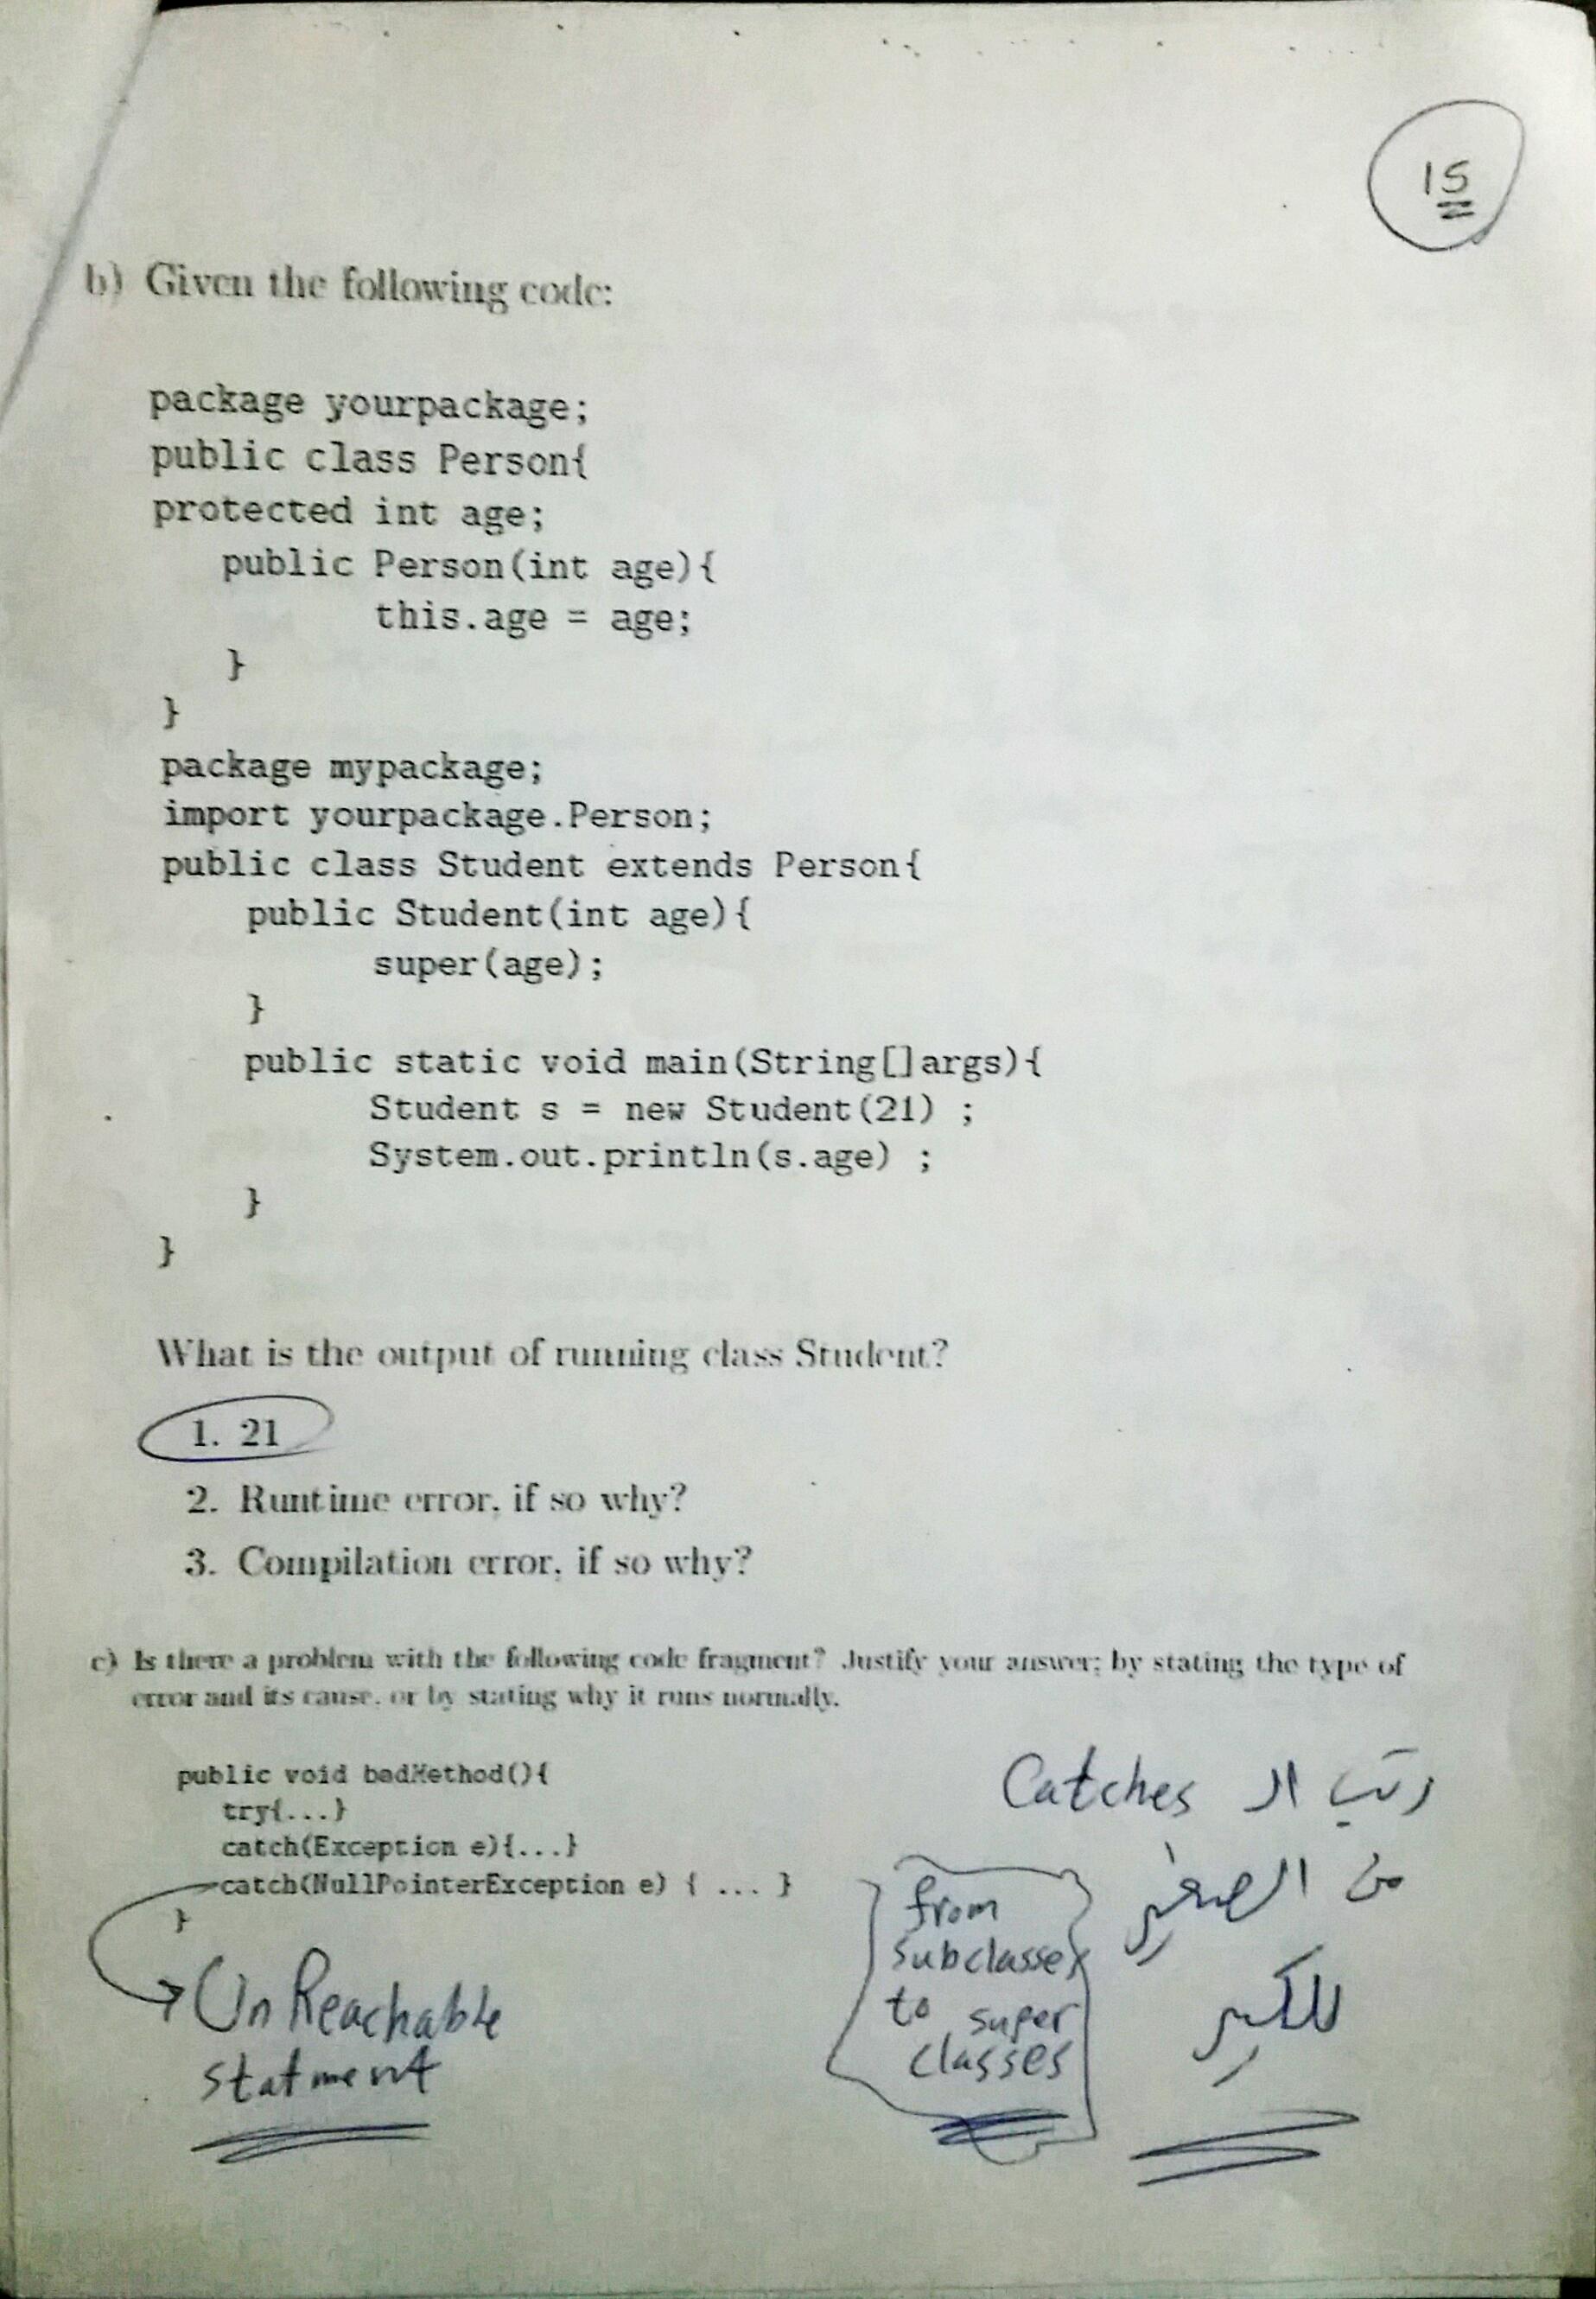 15
b) Given the following code:
package yourpackage;
public class Person{
protected int age;
public Person(int age){
this.age = age;
}
}
package mypackage;
import yourpackage.Person;
public class Student extends Person{
public Student(int age){
super(age);
}
public static void main(String[]args){
Student s = new Student(21) ;
System.out.println(s.age) ;
}
}
What is the output of running class Student?
1. 21
2. Runtime error, if so why?
3. Compilation error, if so why?
c) Is there a problem with the following code fragment? Justify your answer; by stating the type of
error and its cause, or by stating why it runs normally.
public void badMethod(){
try{...}
catch(Exception e){...}
catch(NullPointerException e) { ... }
}
UnReachable
statment
رتب الـ Catches
من الصغير
للكبير
from
subclasses
to super
classes